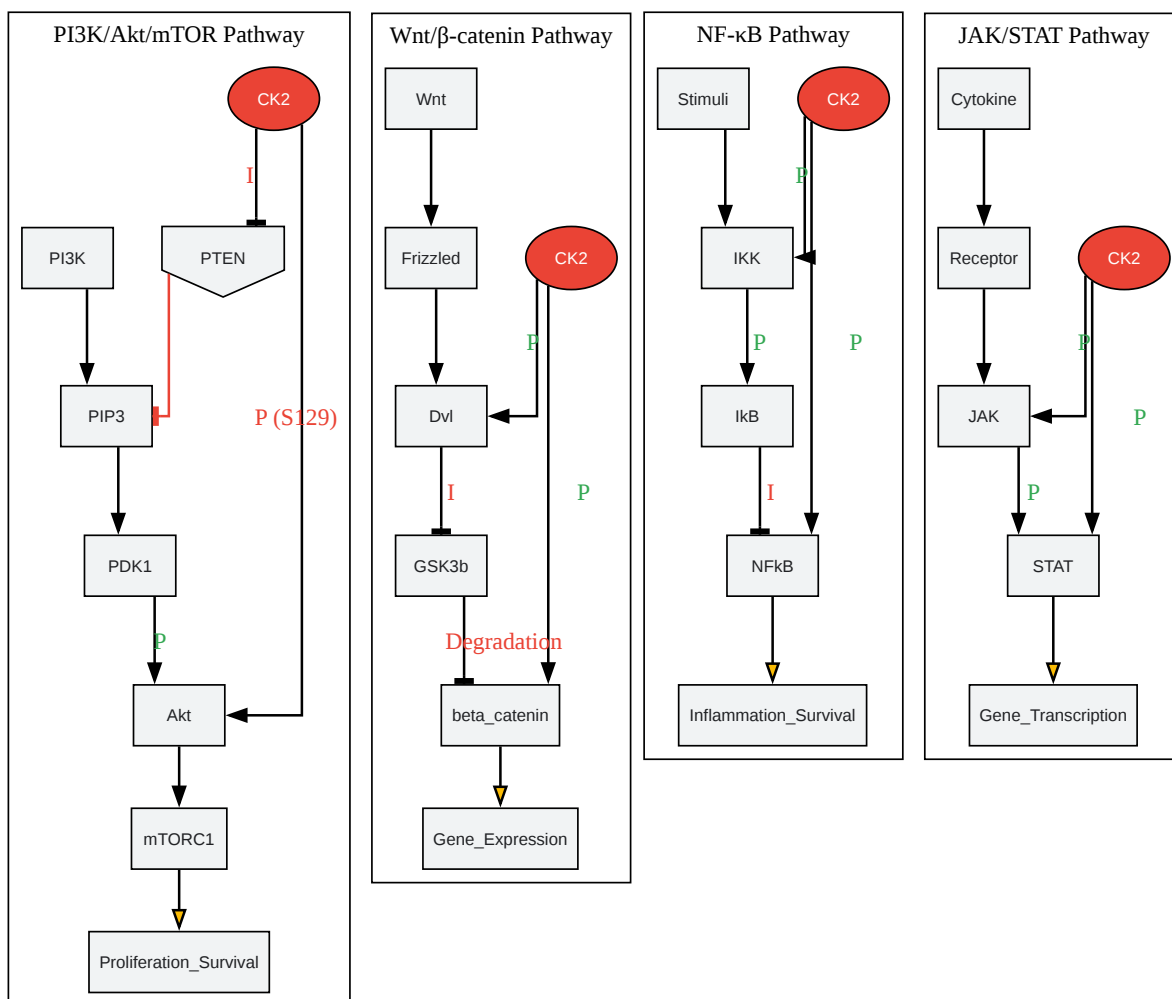 PI3K/Akt/mTOR Pathway
CK2
I
PI3K
PTEN
PIP3
P (S129)
PDK1
P
Akt
mTORC1
Proliferation_Survival
Wnt/β-catenin Pathway
Wnt
Frizzled
CK2
P
Dvl
I
P
GSK3b
Degradation
beta_catenin
Gene_Expression
NF-κB Pathway
Stimuli
CK2
P
IKK
P
P
IkB
I
NFkB
Inflammation_Survival
JAK/STAT Pathway
Cytokine
Receptor
CK2
P
JAK
P
P
STAT
Gene_Transcription